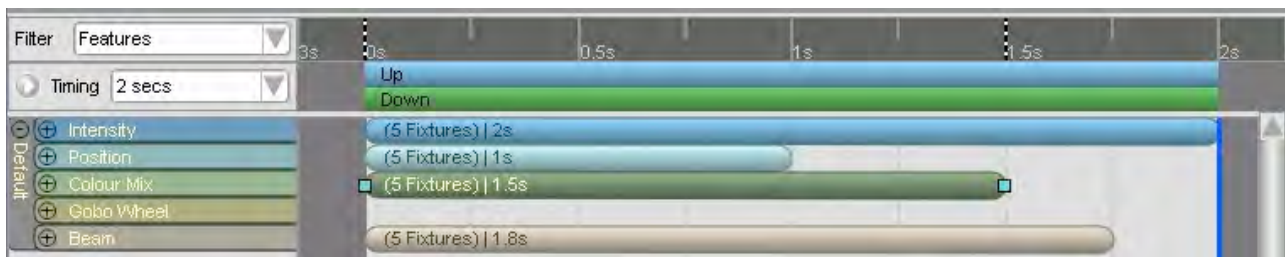 Filter Features
3s 0s 0.5s 1s 1.5s 2s
Timing 2 secs
Up
Down
Default
Intensity (5 Fixtures) | 2s
Position (5 Fixtures) | 1s
Colour Mix (5 Fixtures) | 1.5s
Gobo Wheel
Beam (5 Fixtures) | 1.8s